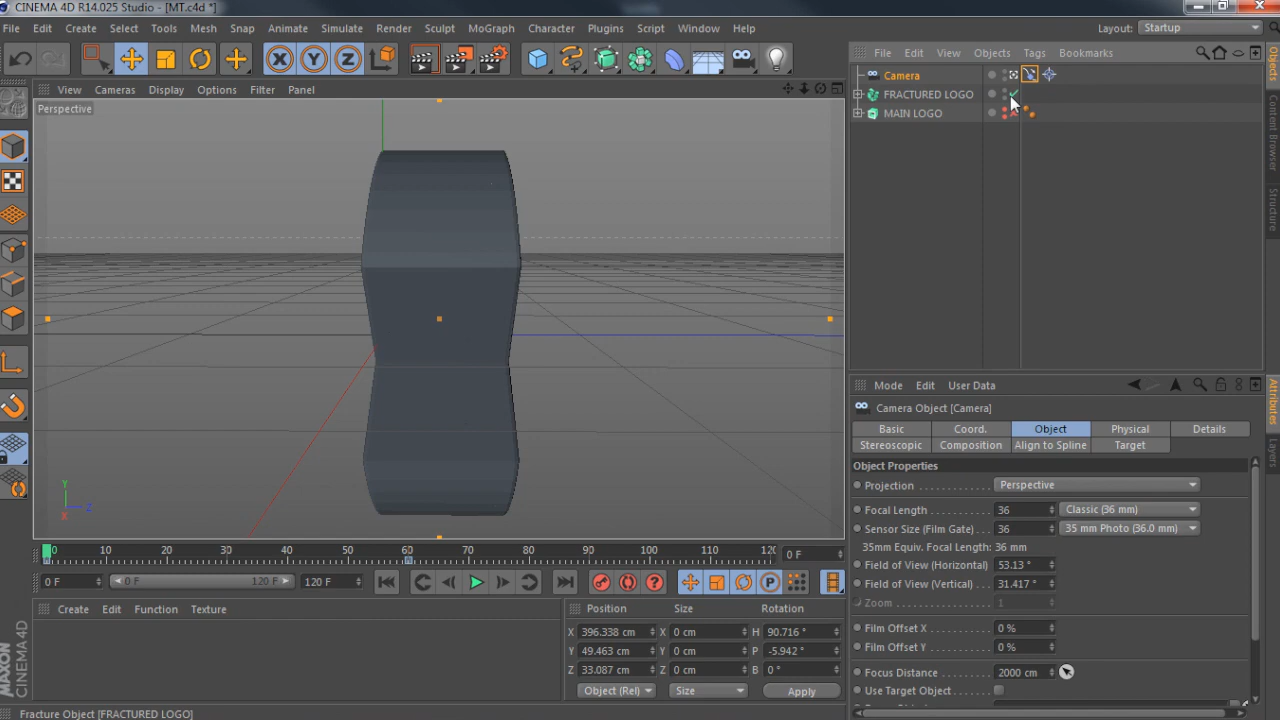 CINEMA 4D R14.025 Studio - [MT.c4d *]
File Edit Create Select Tools Mesh Snap Animate Simulate Render Sculpt MoGraph Character Plugins Script Window Help Layout: Startup
File Edit View Objects Tags Bookmarks
View Cameras Display Options Filter Panel
Perspective
Camera
FRACTURED LOGO
MAIN LOGO
Objects
Content Browser
Structure
Mode Edit User Data
Camera Object [Camera]
Basic Coord. Object Physical Details
Stereoscopic Composition Align to Spline Target
Object Properties
Projection Perspective
Focal Length 36 Classic (36 mm)
Sensor Size (Film Gate) 36 35 mm Photo (36.0 mm)
35mm Equiv. Focal Length: 36 mm
Field of View (Horizontal) 53.13 °
Field of View (Vertical) 31.417 °
Zoom 1
Film Offset X 0 %
Film Offset Y 0 %
Focus Distance 2000 cm
Use Target Object
Attributes
Layers
Y
Z
X
0 10 20 30 40 50 60 70 80 90 100 110 120 0 F
0 F 0 F 120 F 120 F
Create Edit Function Texture
Position Size Rotation
X 396.338 cm X 0 cm H 90.716 °
Y 49.463 cm Y 0 cm P -5.942 °
Z 33.087 cm Z 0 cm B 0 °
Object (Rel) Size Apply
MAXON
CINEMA 4D
Fracture Object [FRACTURED LOGO]